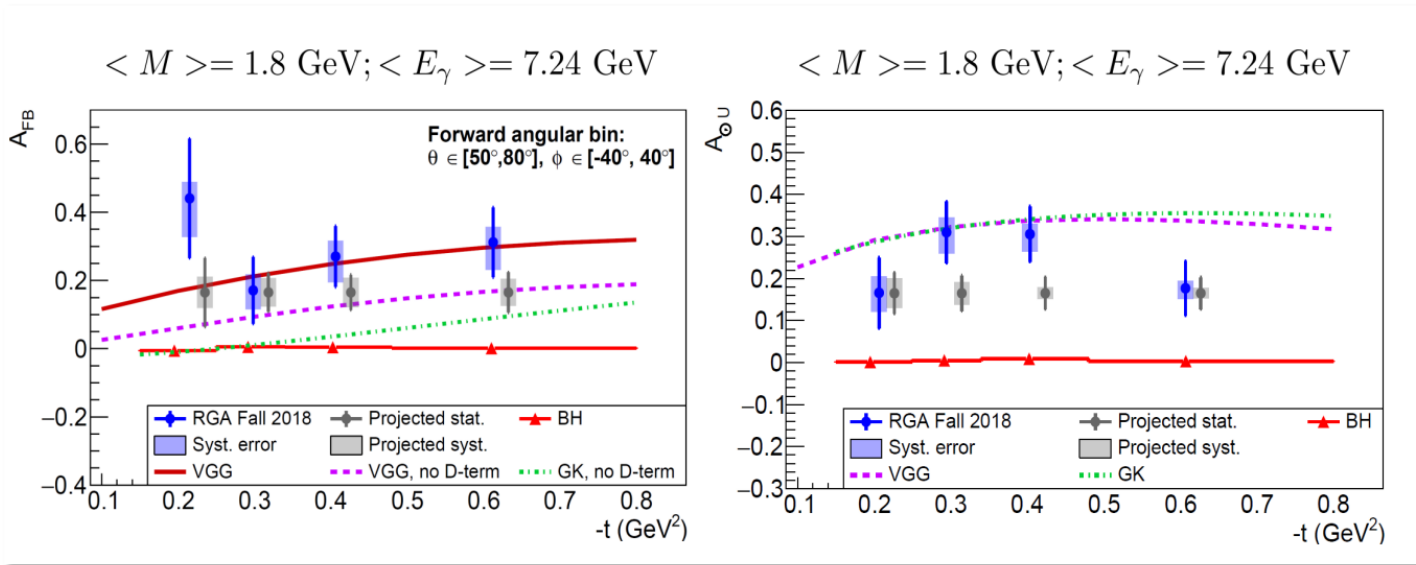 < M >= 1.8 GeV; < Eγ >= 7.24 GeV
A_FB
Forward angular bin:
θ ∈ [50°,80°], ϕ ∈ [-40°, 40°]
0.6
0.4
0.2
0
−0.2
−0.4
RGA Fall 2018
Projected stat.
BH
Syst. error
Projected syst.
VGG
VGG, no D-term
GK, no D-term
0.1 0.2 0.3 0.4 0.5 0.6 0.7 0.8
-t (GeV²)
< M >= 1.8 GeV; < Eγ >= 7.24 GeV
A_⊙U
0.6
0.5
0.4
0.3
0.2
0.1
0
−0.1
−0.2
−0.3
RGA Fall 2018
Projected stat.
BH
Syst. error
Projected syst.
VGG
GK
0.1 0.2 0.3 0.4 0.5 0.6 0.7 0.8
-t (GeV²)